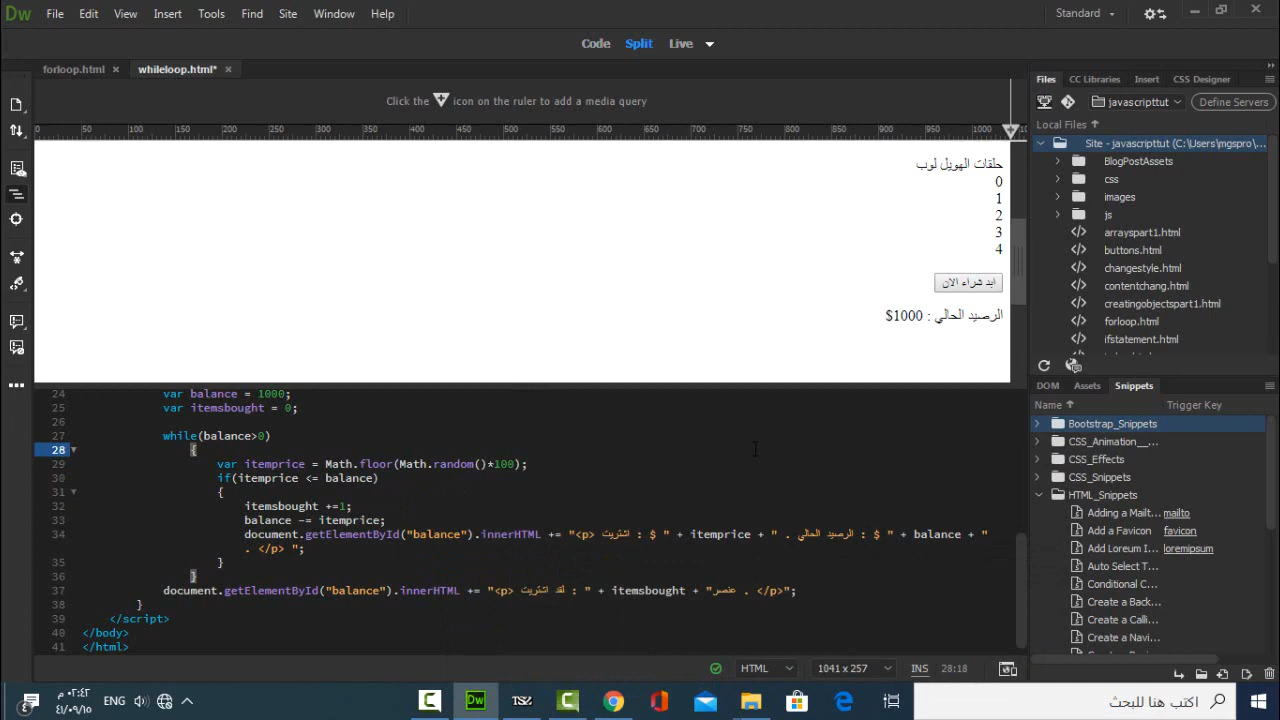 Dw File Edit View Insert Tools Find Site Window Help Standard
Code Split Live
forloop.html whileloop.html*
Click the icon on the ruler to add a media query
0 50 100 150 200 250 300 350 400 450 500 550 600 650 700 750 800 850 900 950 1000
حلقات الهويل لوب
0
1
2
3
4
ابد شراء الان
الرصيد الحالي : 1000$
24 var balance = 1000;
25 var itemsbought = 0;
26
27 while(balance>0)
28 {
29 var itemprice = Math.floor(Math.random()*100);
30 if(itemprice <= balance)
31 {
32 itemsbought +=1;
33 balance -= itemprice;
34 document.getElementById("balance").innerHTML += "<p> اشتريت : $ " + itemprice + " . الرصيد الحالي : $ " + balance + "
. </p> ";
35 }
36 }
37 document.getElementById("balance").innerHTML += "<p> لقد اشتريت : " + itemsbought + "عنصر . </p>";
38 }
39 </script>
40 </body>
41 </html>
HTML 1041 x 257 INS 28:18
Files CC Libraries Insert CSS Designer
javascripttut Define Servers
Local Files
Site - javascripttut (C:\Users\mgspro\...
BlogPostAssets
css
images
js
arrayspart1.html
buttons.html
changestyle.html
contentchang.html
creatingobjectspart1.html
forloop.html
ifstatement.html
DOM Assets Snippets
Name Trigger Key
Bootstrap_Snippets
CSS_Animation__...
CSS_Effects
CSS_Snippets
HTML_Snippets
Adding a Mailt... mailto
Add a Favicon favicon
Add Loreum I... loremipsum
Auto Select T...
Conditional C...
Create a Back...
Create a Calli...
Create a Navi...
ENG
اكتب هنا للبحث